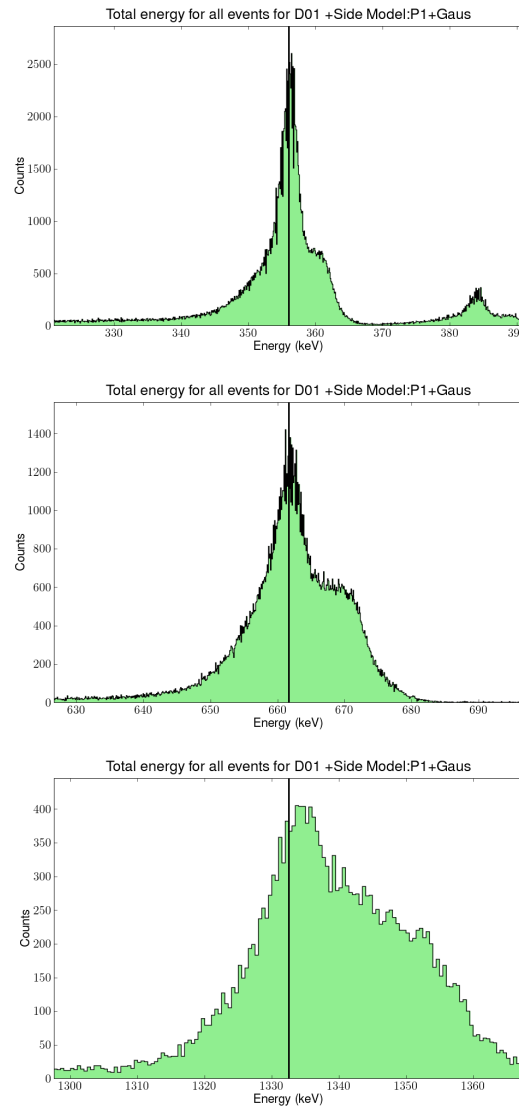 Total energy for all events for D01 +Side Model:P1+Gaus
2500
2000
1500
1000
500
0
Counts
330 340 350 360 370 380 39
Energy (keV)
Total energy for all events for D01 +Side Model:P1+Gaus
1400
1200
1000
800
600
400
200
0
Counts
630 640 650 660 670 680 690
Energy (keV)
Total energy for all events for D01 +Side Model:P1+Gaus
400
350
300
250
200
150
100
50
0
Counts
1300 1310 1320 1330 1340 1350 1360
Energy (keV)